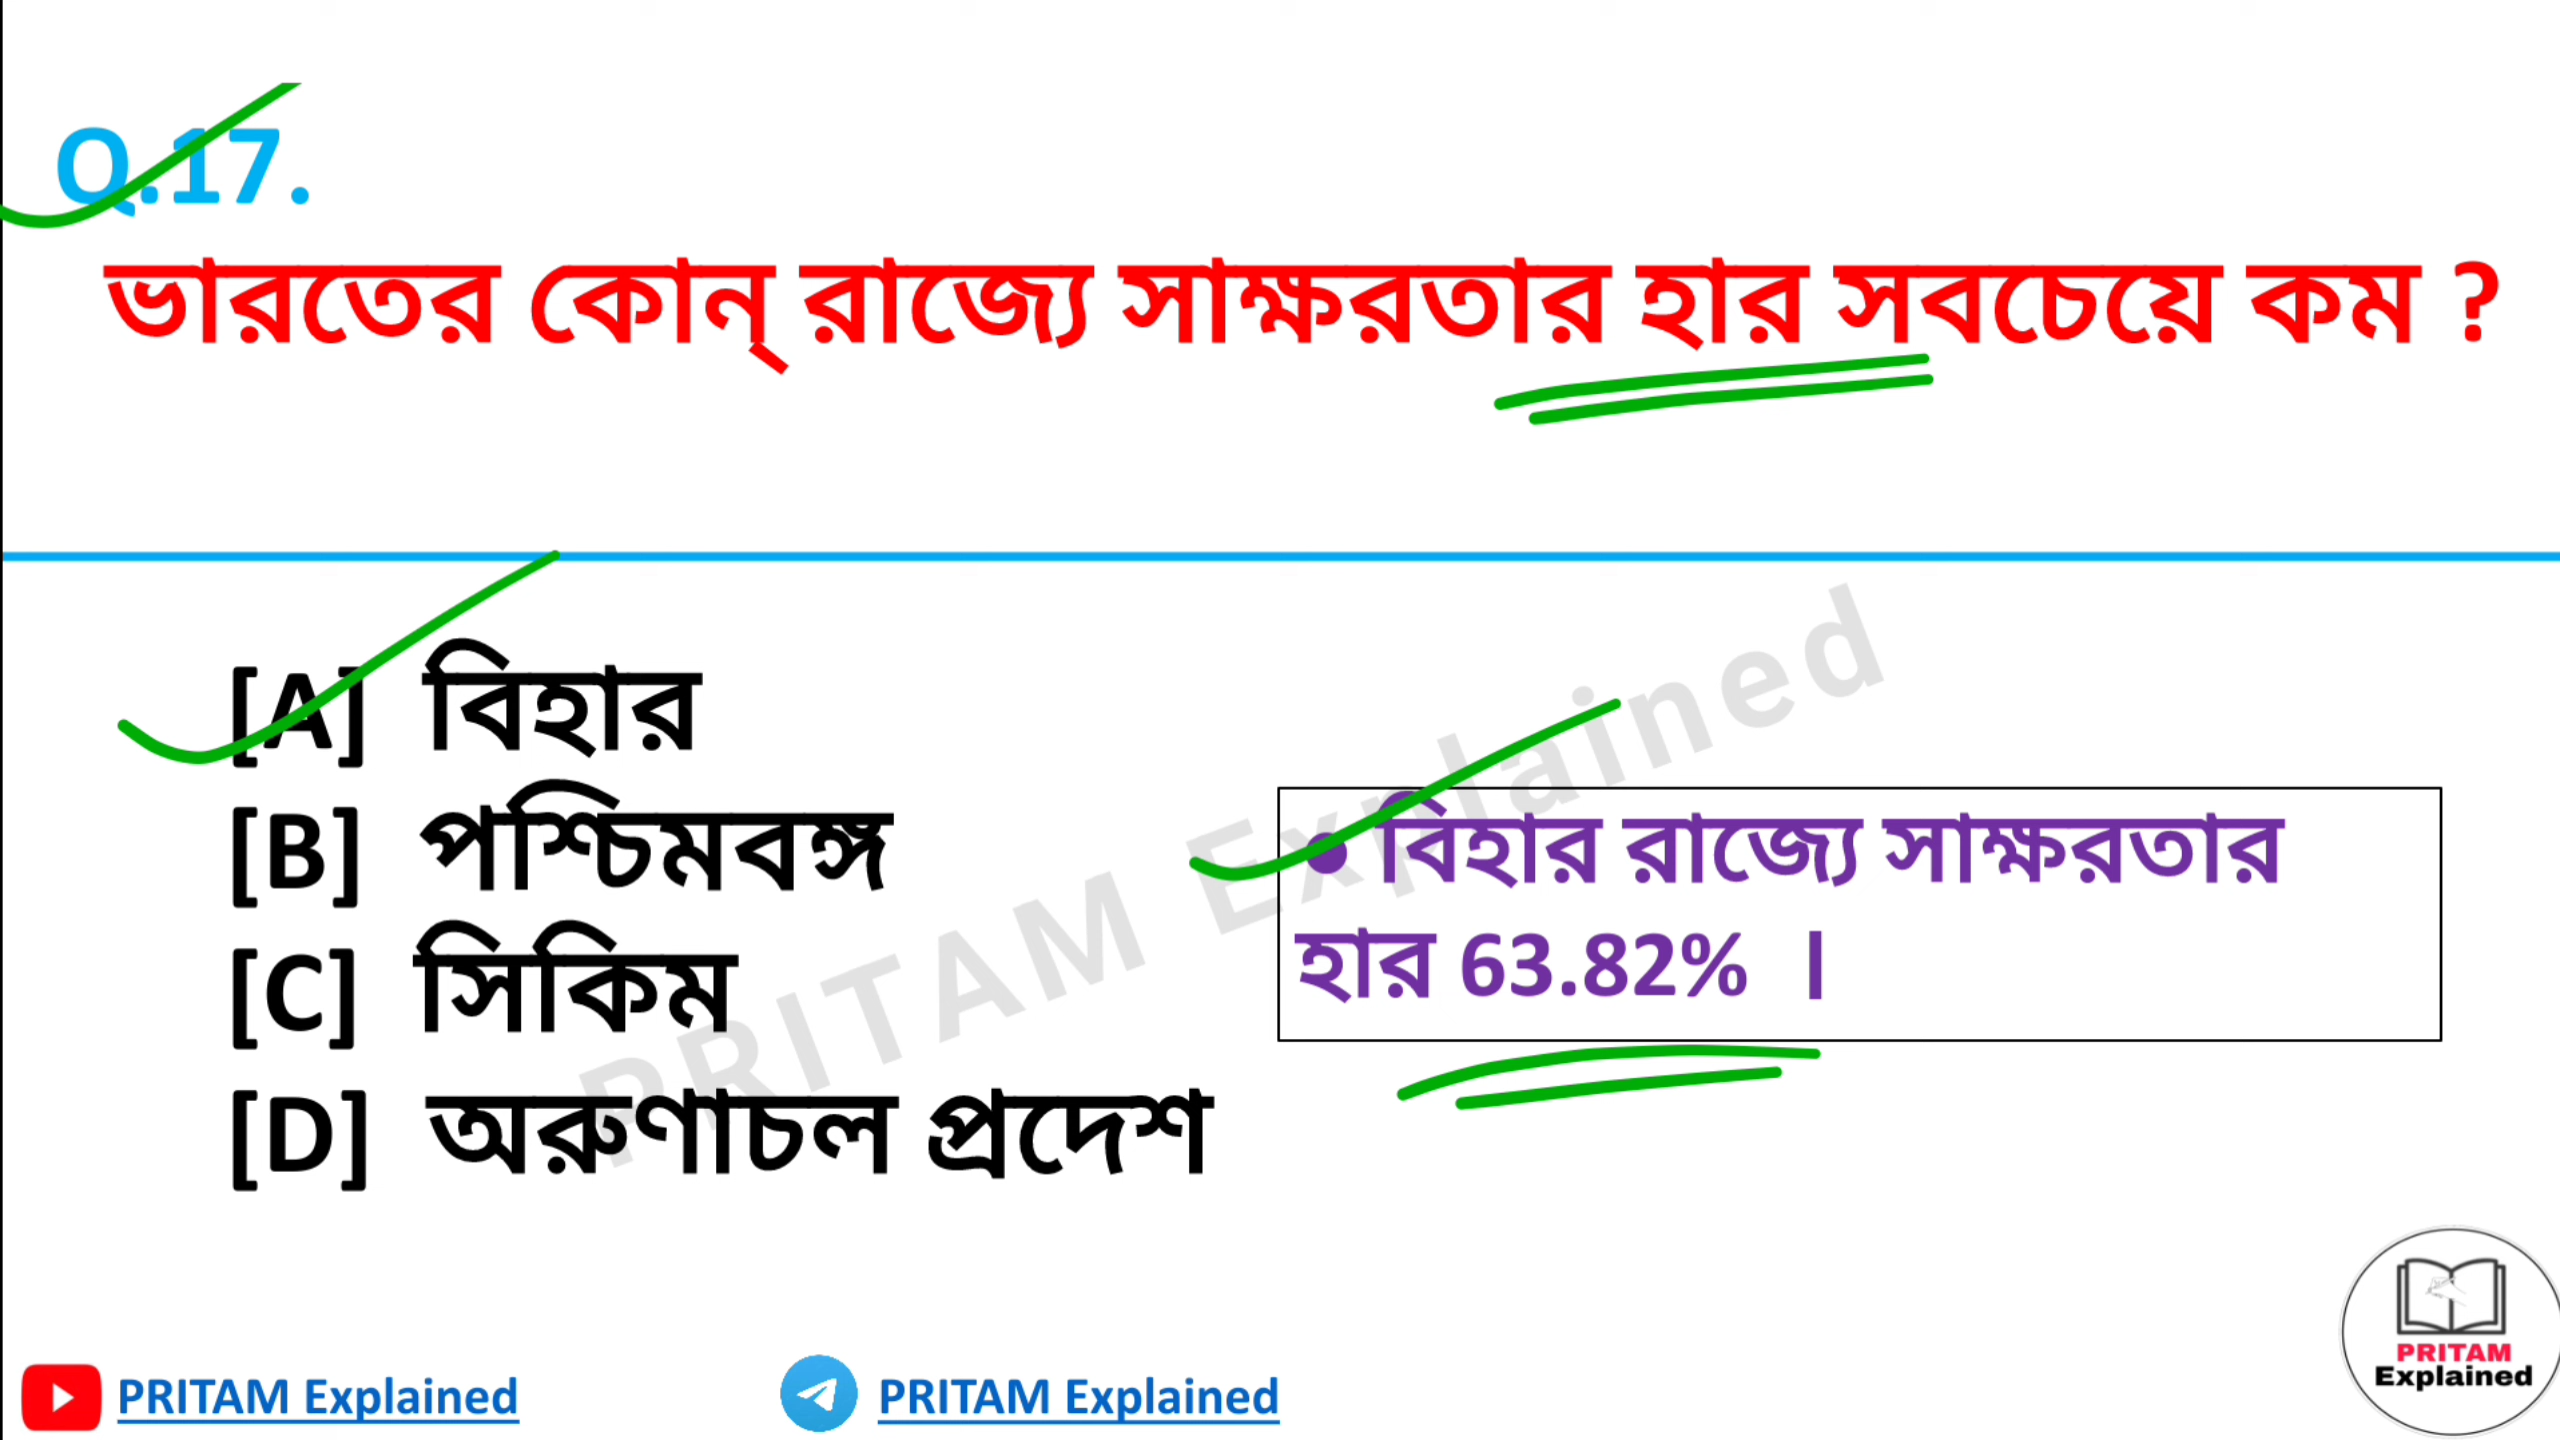 Q.17.
ভারতের কোন্ রাজ্যে সাক্ষরতার হার সবচেয়ে কম ?
[A] বিহার
[B] পশ্চিমবঙ্গ
[C] সিকিম
[D] অরুণাচল প্রদেশ
● বিহার রাজ্যে সাক্ষরতার
হার 63.82% ।
PRITAM Explained
PRITAM Explained
PRITAM Explained
PRITAM
Explained